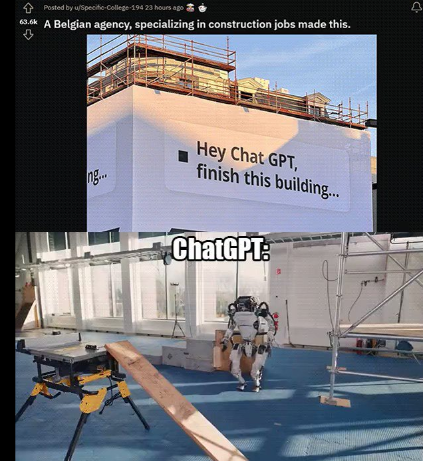 Posted by u/Specific-College-194 23 hours ago
63.6k
A Belgian agency, specializing in construction jobs made this.
ng...
Hey Chat GPT,
finish this building...
ChatGPT: